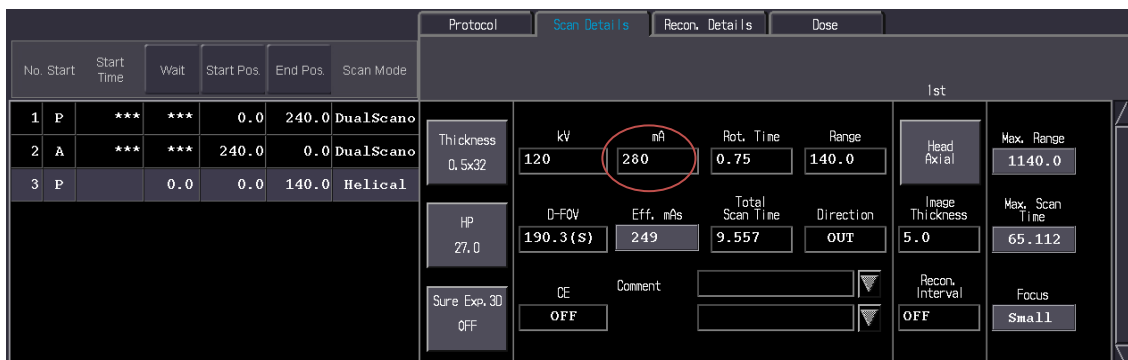 Protocol Scan Details Recon. Details Dose
No. Start Start Time Wait Start Pos. End Pos. Scan Mode
1st
1 P *** *** 0.0 240.0 DualScano
2 A *** *** 240.0 0.0 DualScano
3 P 0.0 0.0 140.0 Helical
Thickness
0.5x32
kV mA Rot. Time Range
120 280 0.75 140.0
Head
Axial
Max. Range
1140.0
HP
27.0
D-FOV Eff. mAs Total Scan Time Direction
190.3(S) 249 9.557 OUT
Image
Thickness
5.0
Max. Scan
Time
65.112
Sure Exp. 3D
OFF
CE Comment
OFF
Recon.
Interval
OFF
Focus
Small